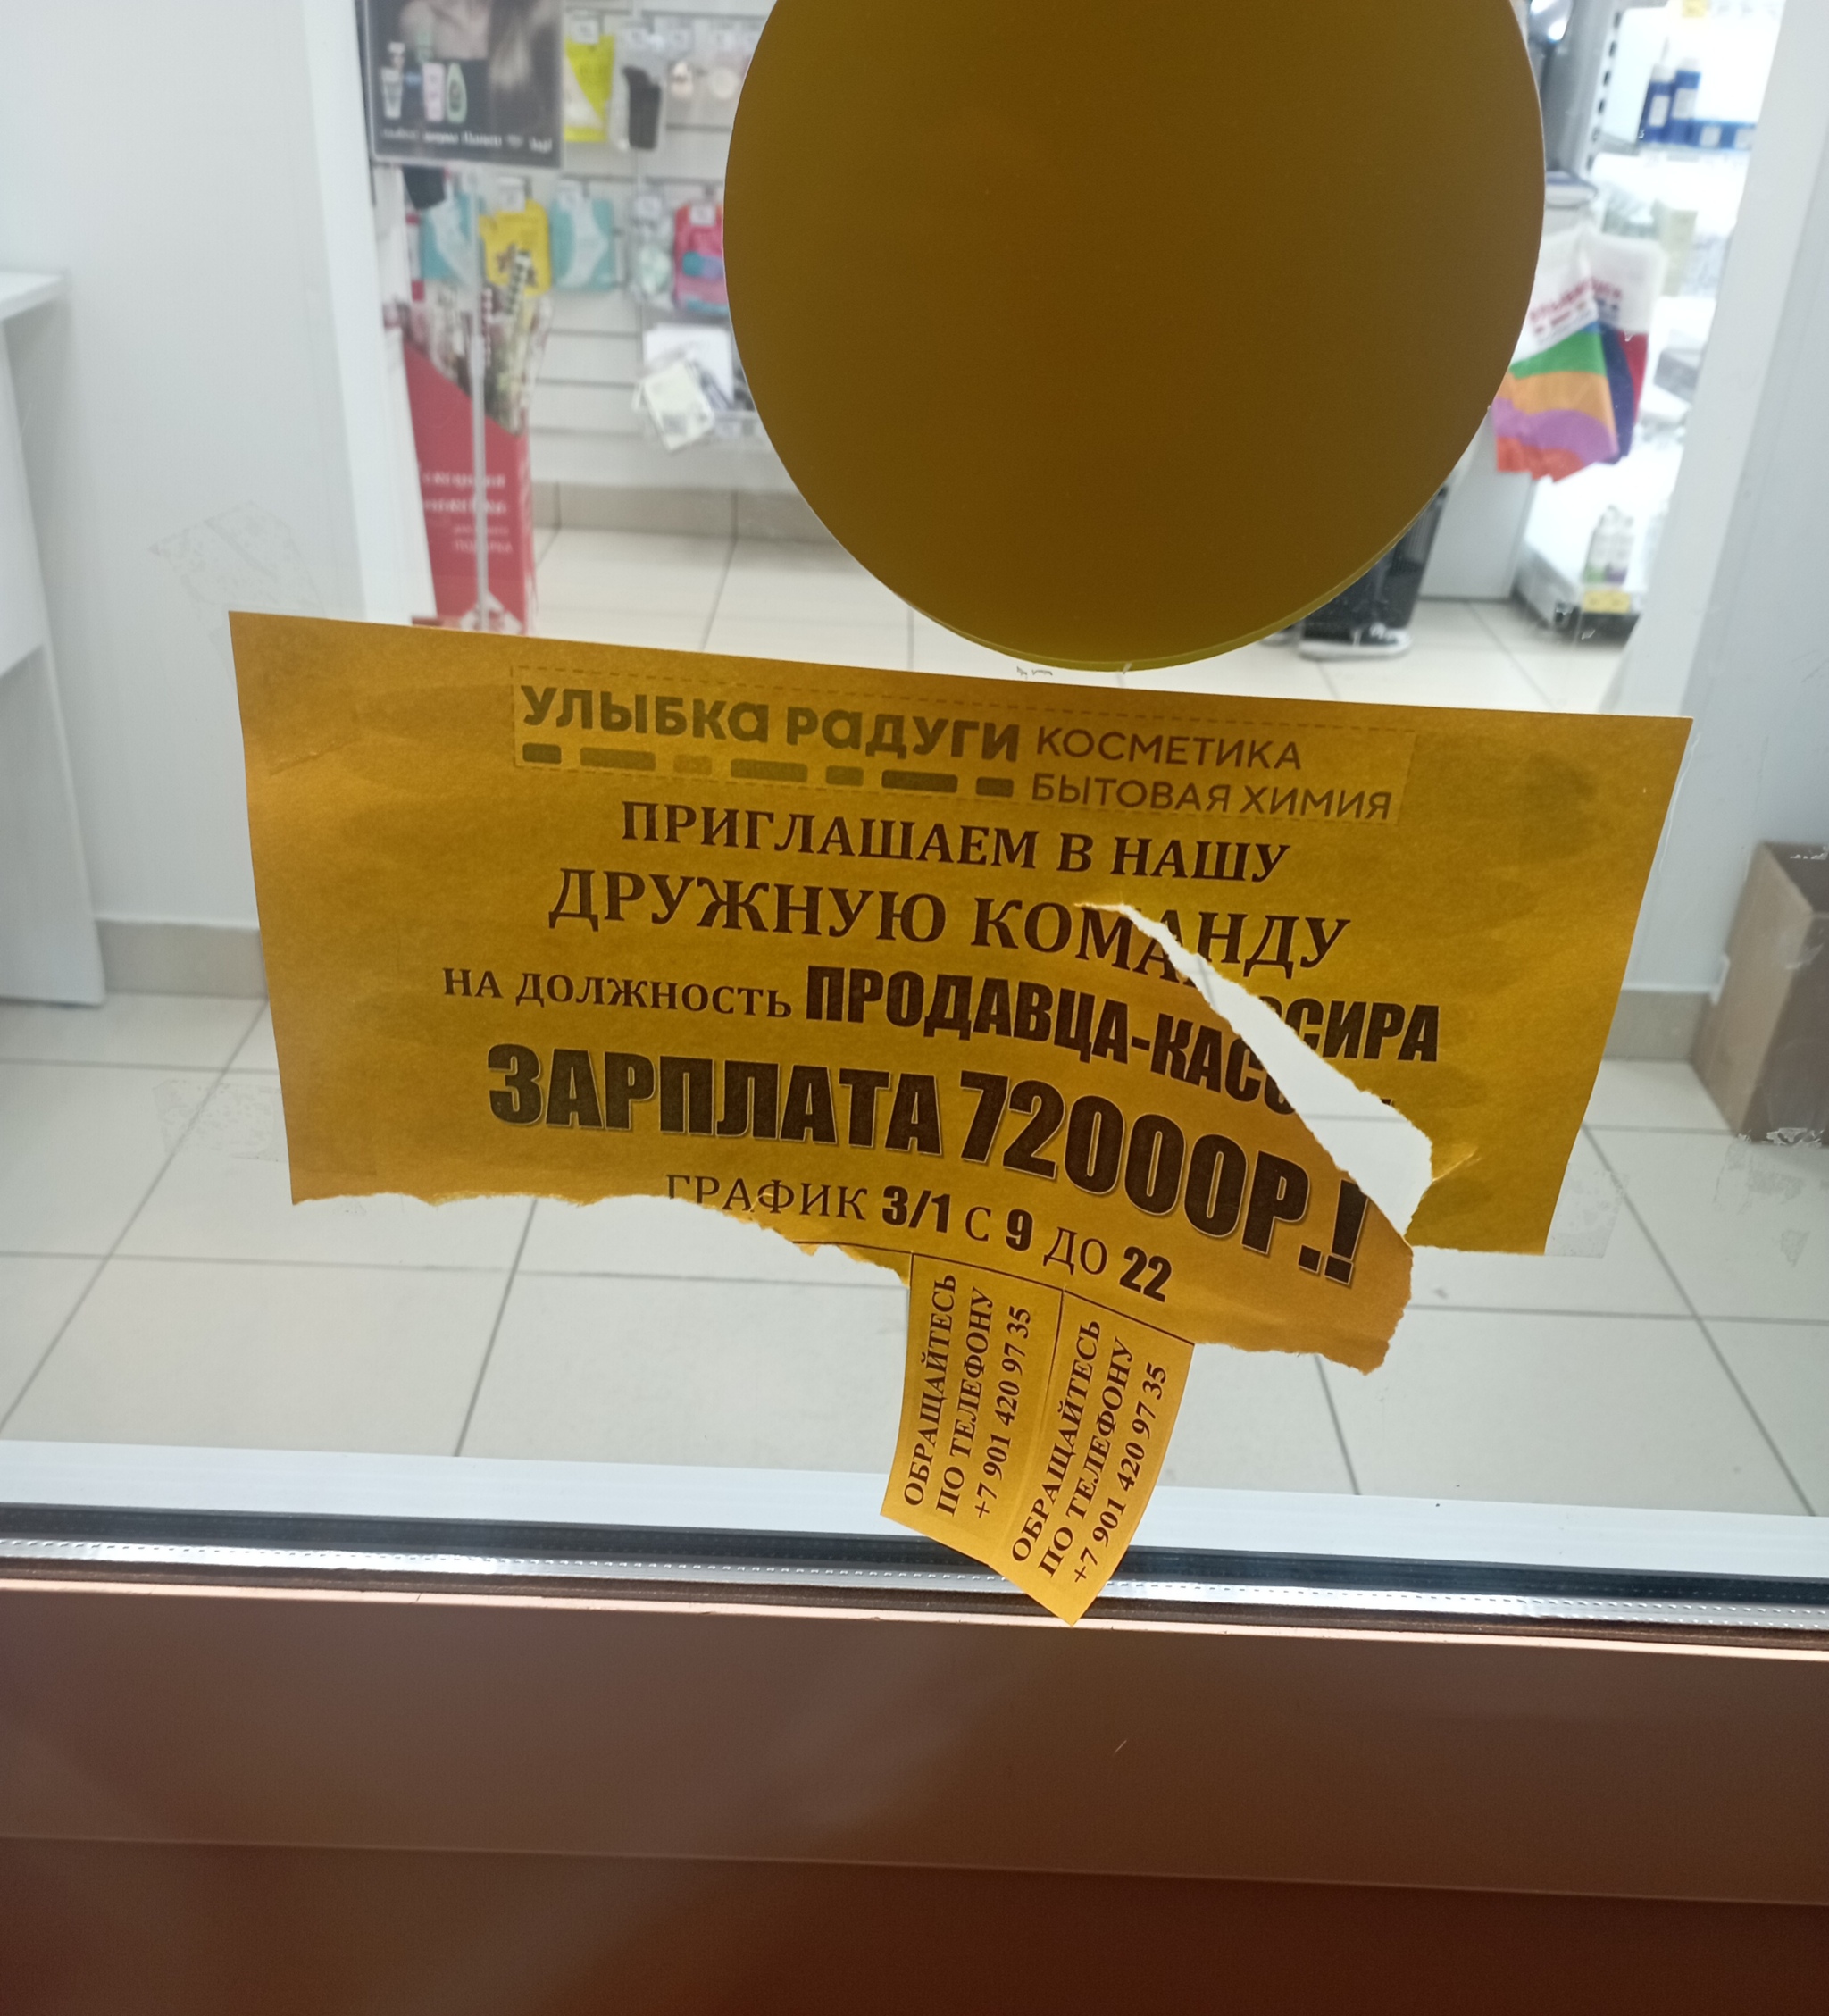 УЛЫБКА РАДУГИ КОСМЕТИКА
БЫТОВАЯ ХИМИЯ
ПРИГЛАШАЕМ В НАШУ
ДРУЖНУЮ КОМАНДУ
НА ДОЛЖНОСТЬ ПРОДАВЦА-КАССИРА
ЗАРПЛАТА 72000Р.!
ГРАФИК 3/1 С 9 ДО 22
ОБРАЩАЙТЕСЬ
ПО ТЕЛЕФОНУ
+7 901 420 97 35
ОБРАЩАЙТЕСЬ
ПО ТЕЛЕФОНУ
+7 901 420 97 35